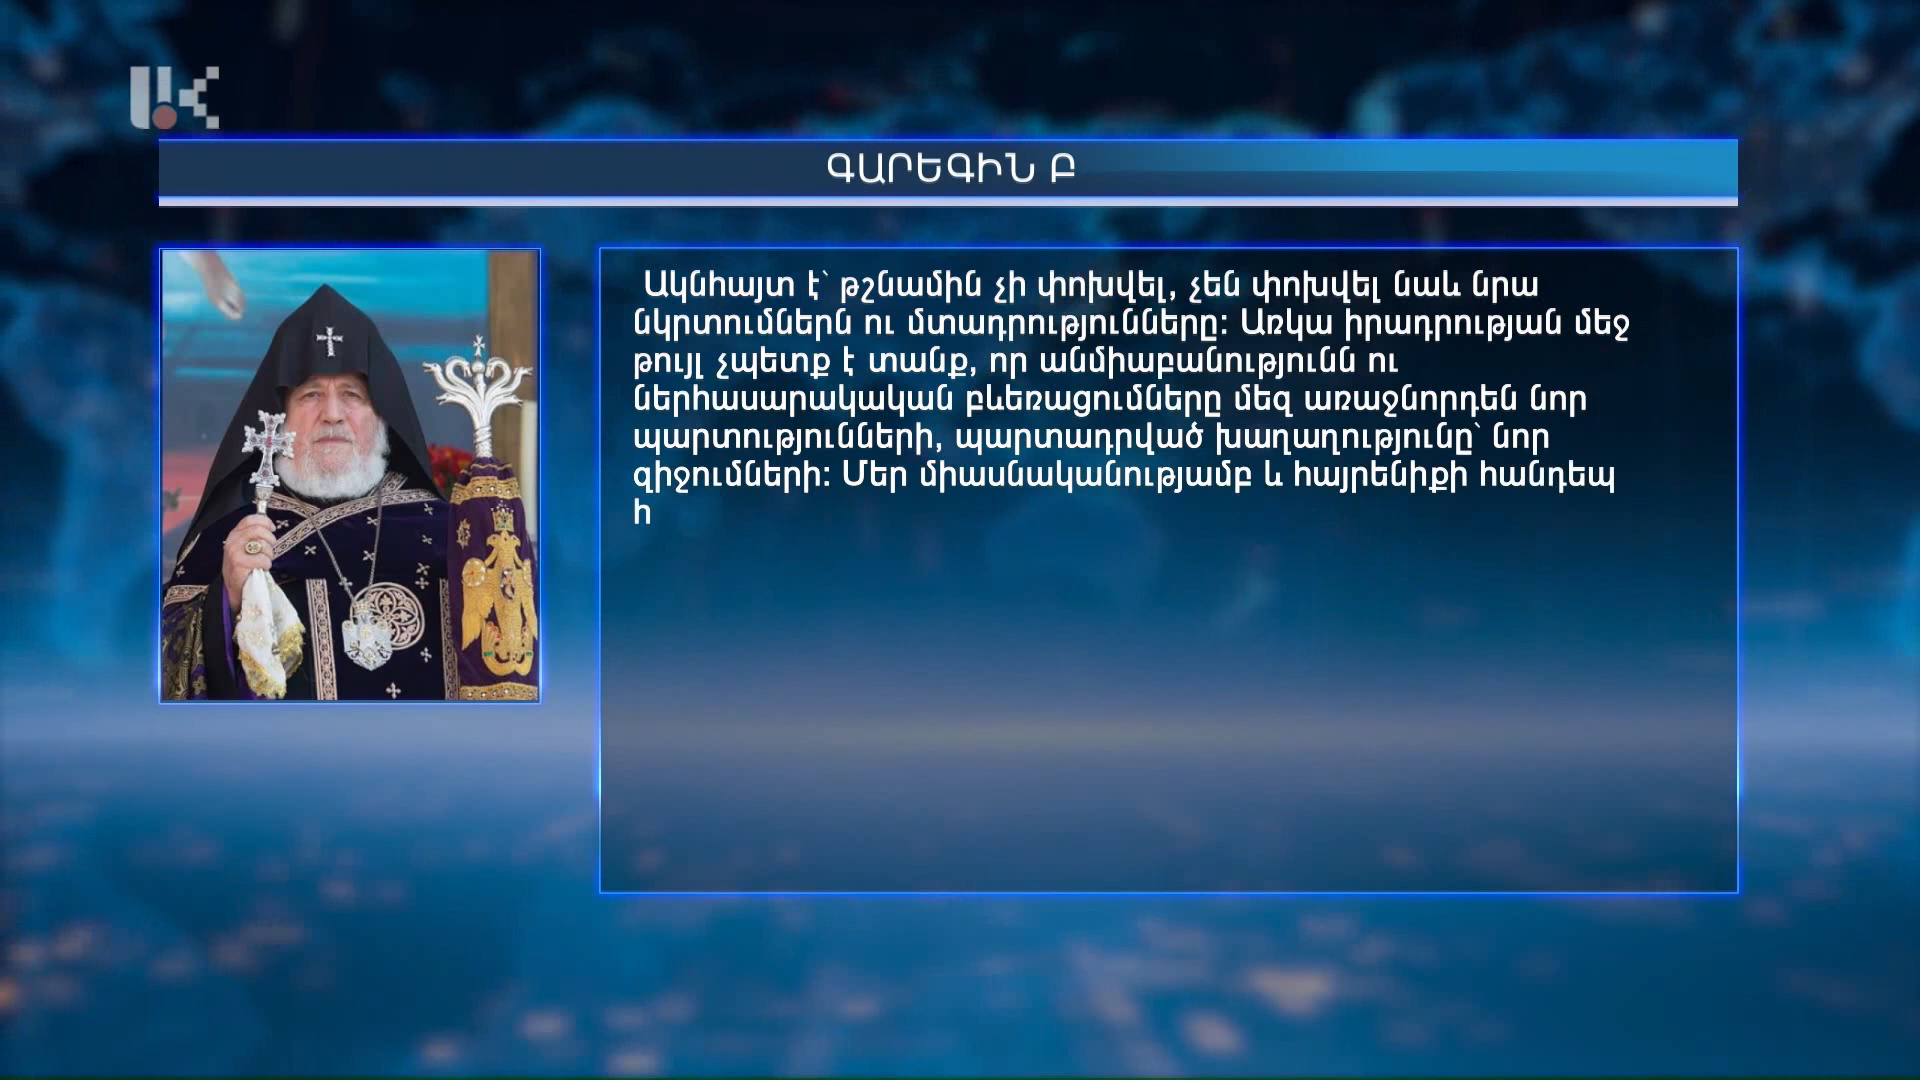 ԳԱՐԵԳԻՆ Բ
Ակնհայտ է՝ թշնամին չի փոխվել, չեն փոխվել նաև նրա
նկրտումներն ու մտադրությունները: Առկա իրադրության մեջ
թույլ չպետք է տանք, որ անմիաբանությունն ու
ներհասարակական բևեռացումները մեզ առաջնորդեն նոր
պարտությունների, պարտադրված խաղաղությունը՝ նոր
զիջումների: Մեր միասնականությամբ և հայրենիքի հանդեպ
հ